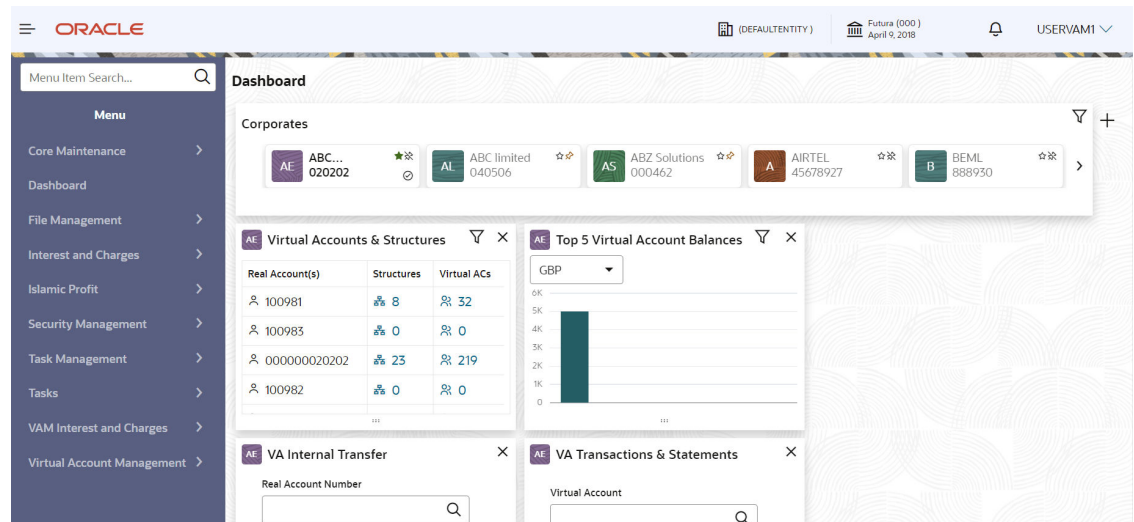 ORACLE
(DEFAULTENTITY )
Futura (000 )
April 9, 2018
USERVAM1
Menu Item Search...
Menu
Core Maintenance
Dashboard
File Management
Interest and Charges
Islamic Profit
Security Management
Task Management
Tasks
VAM Interest and Charges
Virtual Account Management
Dashboard
Corporates
AE ABC...
020202
AL ABC limited
040506
AS ABZ Solutions
000462
A AIRTEL
45678927
B BEML
888930
AE Virtual Accounts & Structures
Real Account(s) Structures Virtual ACs
100981 8 32
100983 0 0
000000020202 23 219
100982 0 0
AE Top 5 Virtual Account Balances
GBP
6K
5K
4K
3K
2K
1K
0
AE VA Internal Transfer
Real Account Number
AE VA Transactions & Statements
Virtual Account